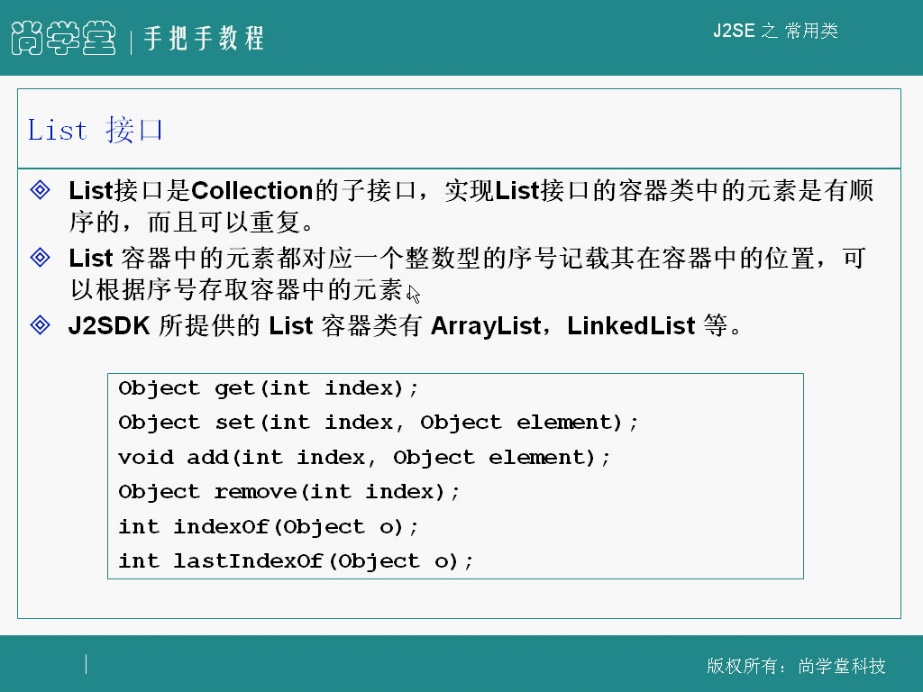 尚学堂 | 手把手教程
J2SE 之 常用类
List 接口
List接口是Collection的子接口，实现List接口的容器类中的元素是有顺
序的，而且可以重复。
List 容器中的元素都对应一个整数型的序号记载其在容器中的位置，可
以根据序号存取容器中的元素
J2SDK 所提供的 List 容器类有 ArrayList，LinkedList 等。
Object get(int index);
Object set(int index, Object element);
void add(int index, Object element);
Object remove(int index);
int indexOf(Object o);
int lastIndexOf(Object o);
版权所有：尚学堂科技